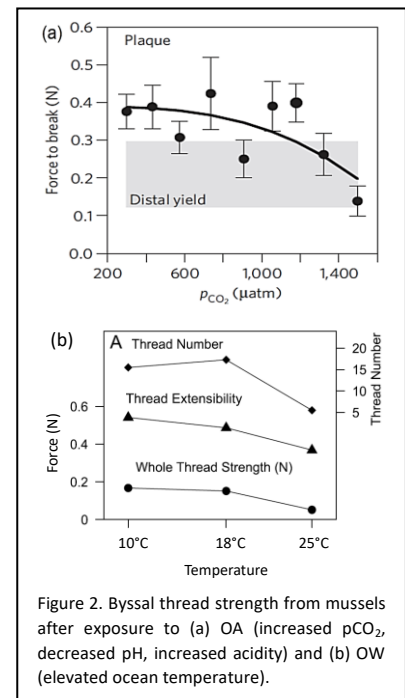 (a)
Plaque
0.6
0.5
0.4
0.3
0.2
0.1
0.0
Force to break (N)
Distal yield
200 600 1,000 1,400
pCO₂ (μatm)
(b)
A
Thread Number
20
15
10
5
Thread Number
Thread Extensibility
0.6
0.4
0.2
0
Force (N)
Whole Thread Strength (N)
10°C 18°C 25°C
Temperature
Figure 2. Byssal thread strength from mussels
after exposure to (a) OA (increased pCO₂,
decreased pH, increased acidity) and (b) OW
(elevated ocean temperature).